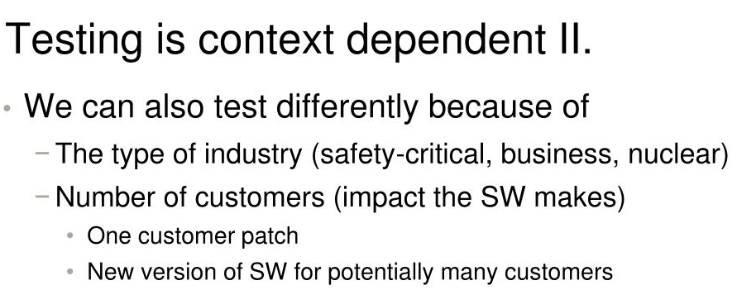 Testing is context dependent II.
• We can also test differently because of
– The type of industry (safety-critical, business, nuclear)
– Number of customers (impact the SW makes)
• One customer patch
• New version of SW for potentially many customers